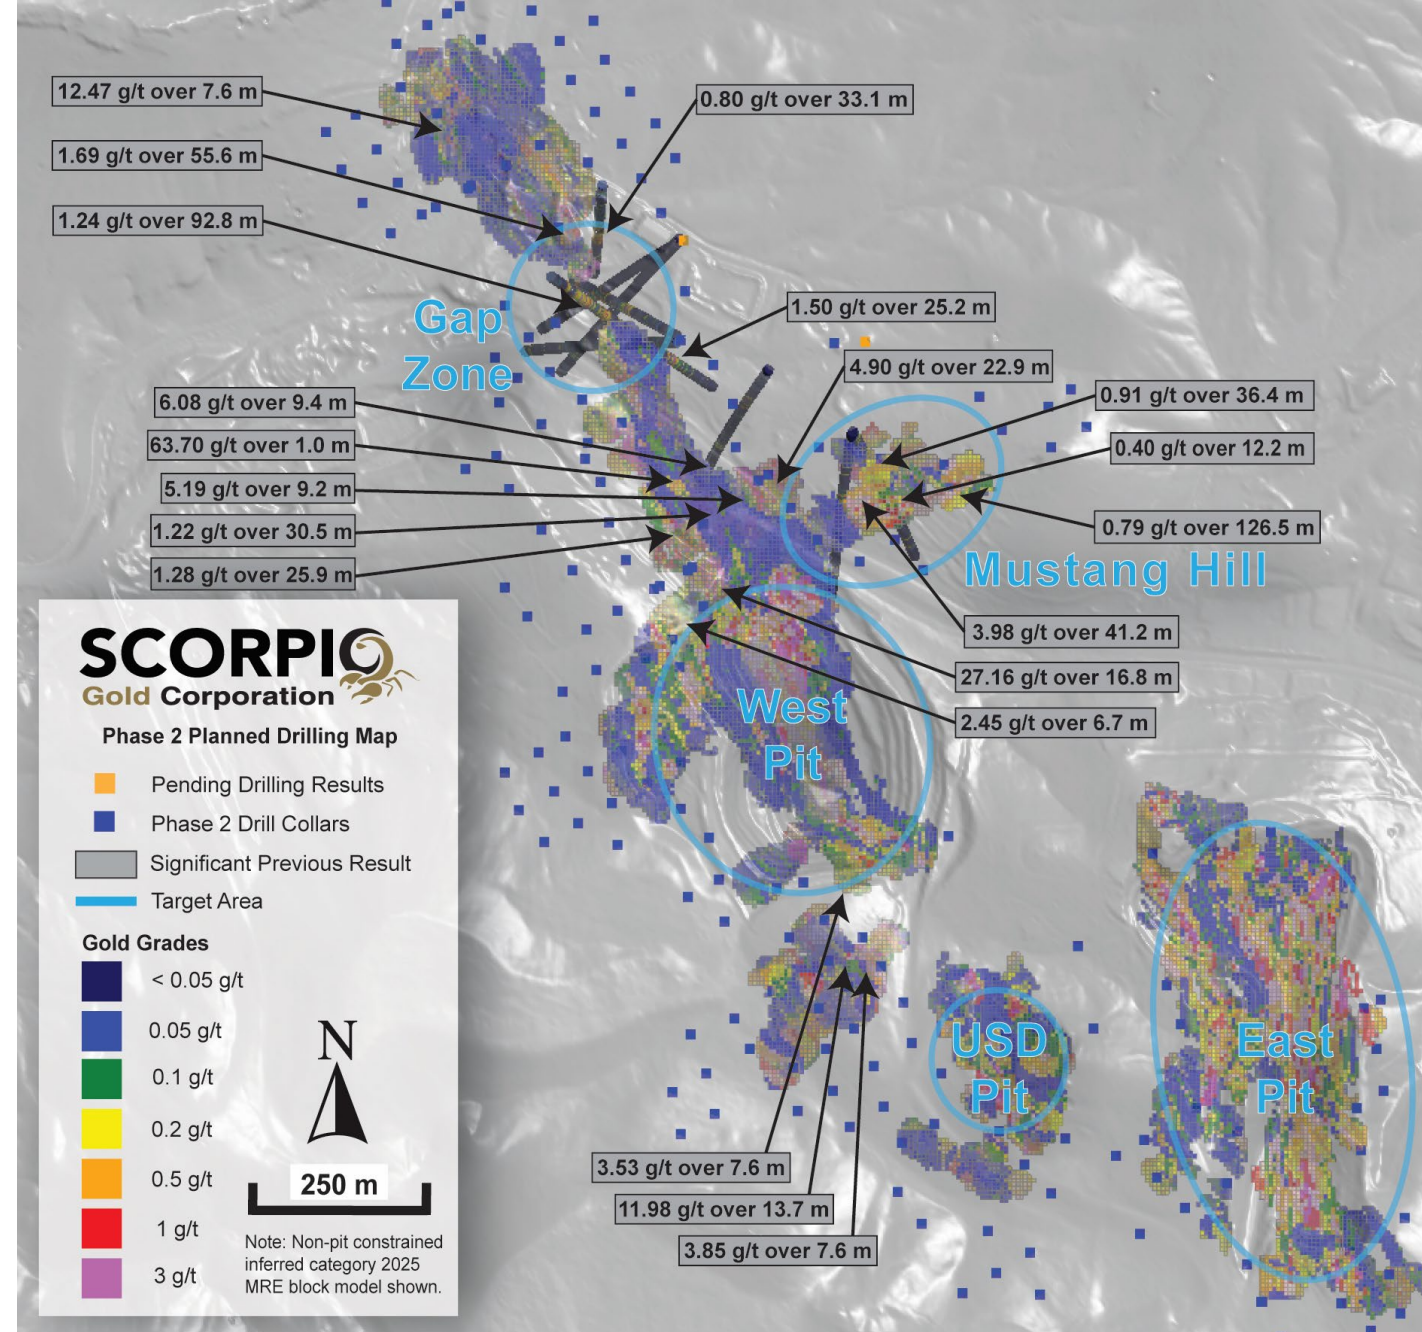 12.47 g/t over 7.6 m
0.80 g/t over 33.1 m
1.69 g/t over 55.6 m
1.24 g/t over 92.8 m
Gap
Zone
1.50 g/t over 25.2 m
4.90 g/t over 22.9 m
6.08 g/t over 9.4 m
0.91 g/t over 36.4 m
63.70 g/t over 1.0 m
0.40 g/t over 12.2 m
5.19 g/t over 9.2 m
1.22 g/t over 30.5 m
0.79 g/t over 126.5 m
1.28 g/t over 25.9 m
Mustang Hill
3.98 g/t over 41.2 m
27.16 g/t over 16.8 m
2.45 g/t over 6.7 m
West
Pit
SCORPIO
Gold Corporation
Phase 2 Planned Drilling Map
Pending Drilling Results
Phase 2 Drill Collars
Significant Previous Result
Target Area
Gold Grades
< 0.05 g/t
0.05 g/t
0.1 g/t
0.2 g/t
0.5 g/t
1 g/t
3 g/t
N
250 m
Note: Non-pit constrained
inferred category 2025
MRE block model shown.
USD
Pit
East
Pit
3.53 g/t over 7.6 m
11.98 g/t over 13.7 m
3.85 g/t over 7.6 m